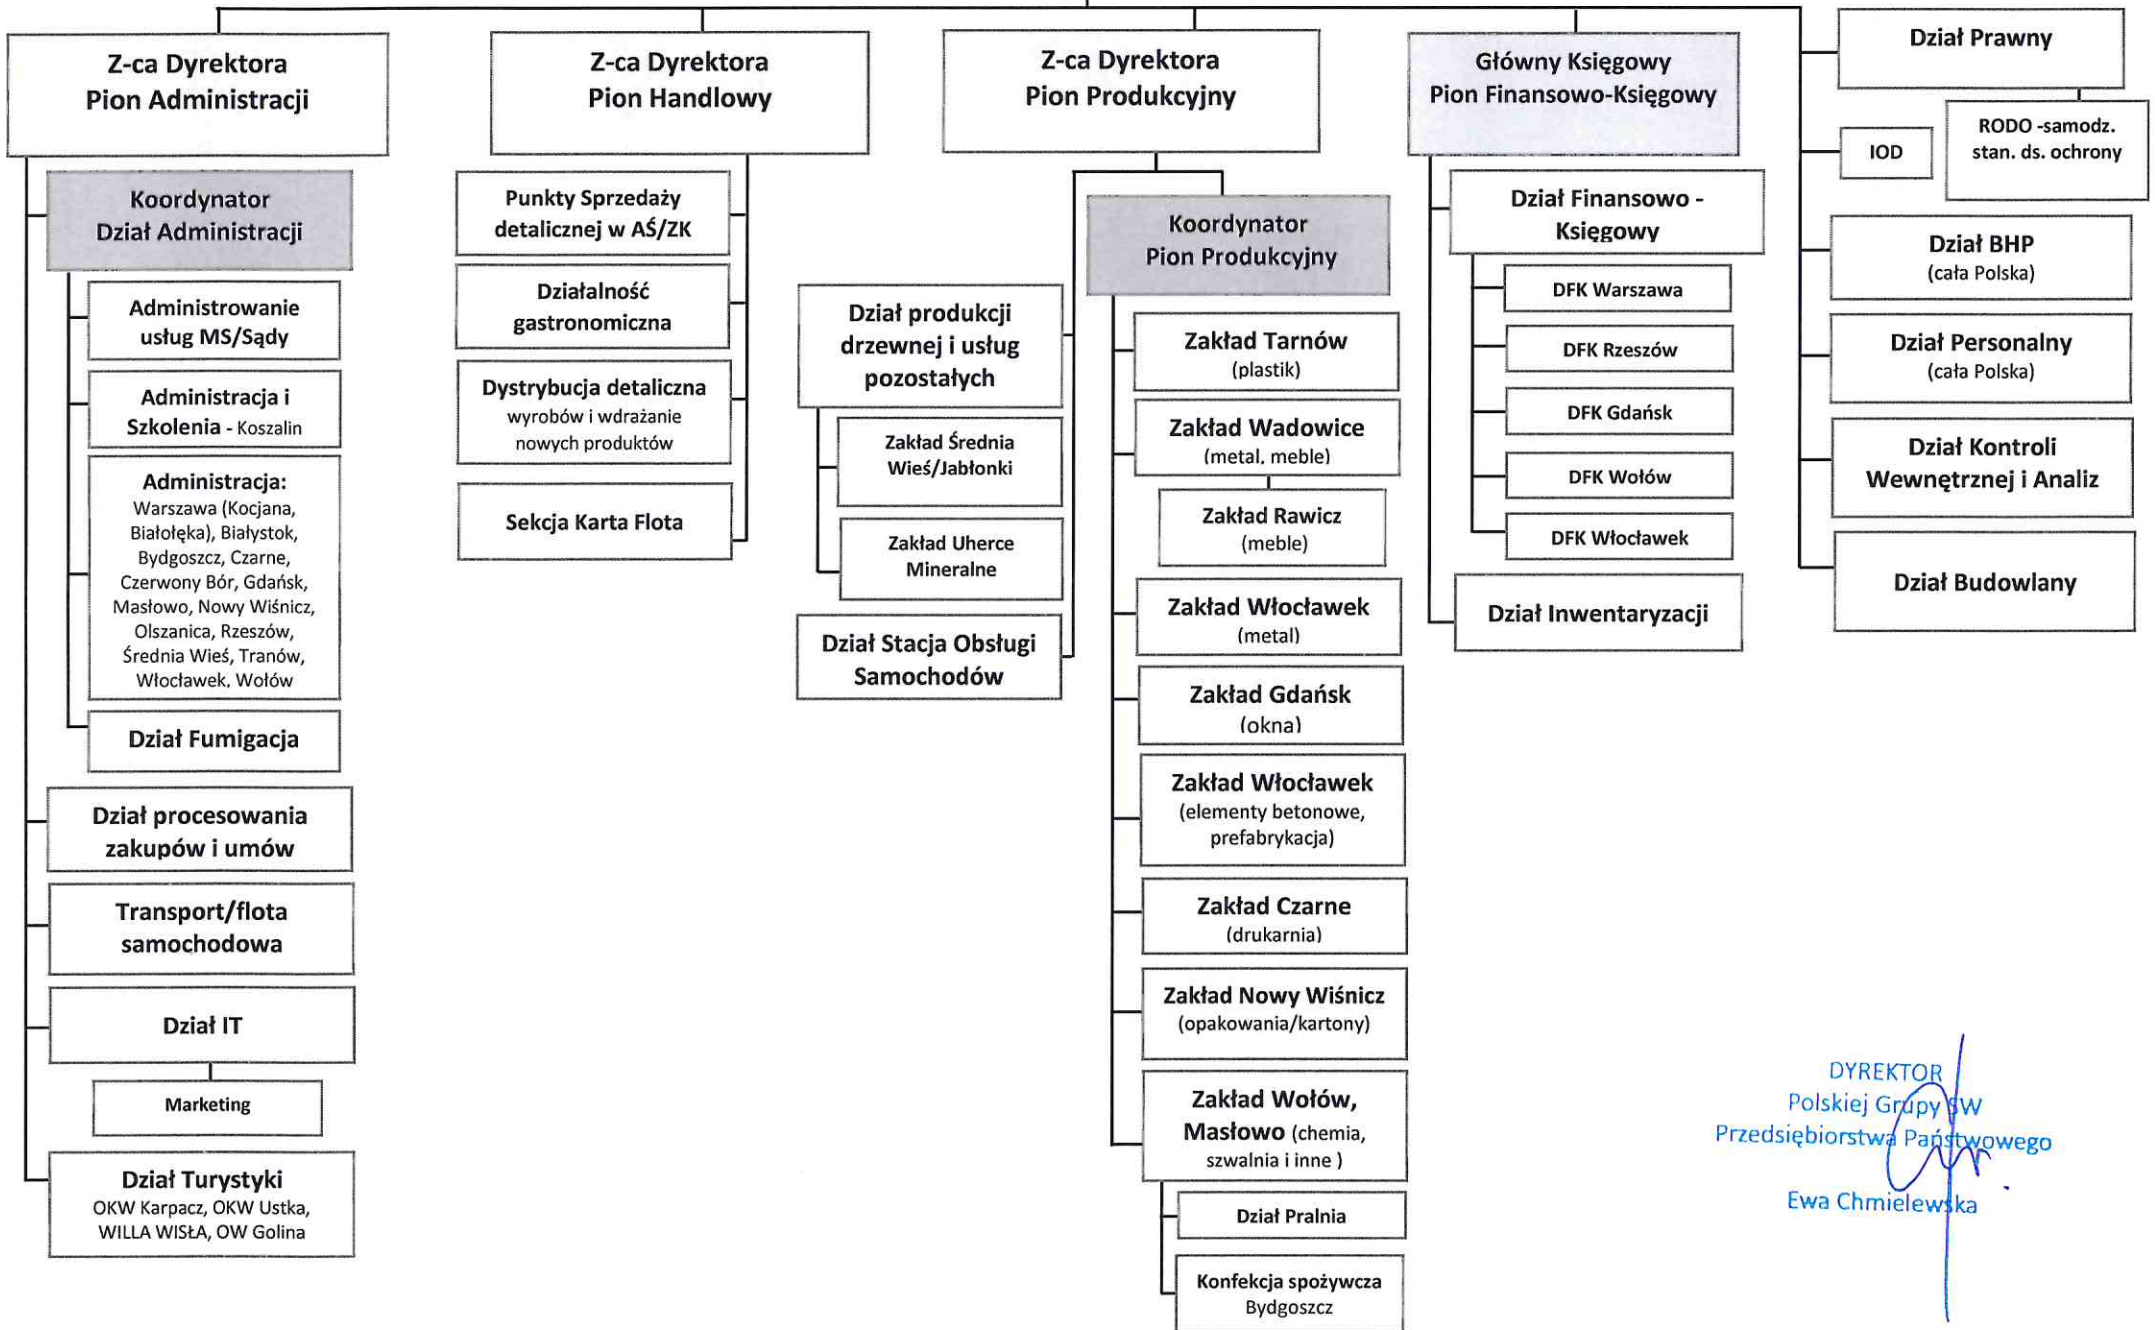 Z-ca Dyrektora
Pion Administracji
Koordynator
Dział Administracji
Administrowanie
usług MS/Sądy
Administracja i
Szkolenia - Koszalin
Administracja:
Warszawa (Kocjana,
Białołęka), Białystok,
Bydgoszcz, Czarne,
Czerwony Bór, Gdańsk,
Masłowo, Nowy Wiśnicz,
Olszanica, Rzeszów,
Średnia Wieś, Tranów,
Włocławek, Wołów
Dział Fumigacja
Dział procesowania
zakupów i umów
Transport/flota
samochodowa
Dział IT
Marketing
Dział Turystyki
OKW Karpacz, OKW Ustka,
WILLA WISŁA, OW Golina
Z-ca Dyrektora
Pion Handlowy
Punkty Sprzedaży
detalicznej w AŚ/ZK
Działalność
gastronomiczna
Dystrybucja detaliczna
wyrobów i wdrażanie
nowych produktów
Sekcja Karta Flota
Z-ca Dyrektora
Pion Produkcyjny
Dział produkcji
drzewnej i usług
pozostałych
Zakład Średnia
Wieś/Jabłonki
Zakład Uherce
Mineralne
Dział Stacja Obsługi
Samochodów
Koordynator
Pion Produkcyjny
Zakład Tarnów
(plastik)
Zakład Wadowice
(metal, meble)
Zakład Rawicz
(meble)
Zakład Włocławek
(metal)
Zakład Gdańsk
(okna)
Zakład Włocławek
(elementy betonowe,
prefabrykacja)
Zakład Czarne
(drukarnia)
Zakład Nowy Wiśnicz
(opakowania/kartony)
Zakład Wołów,
Masłowo (chemia,
szwalnia i inne )
Dział Pralnia
Konfekcja spożywcza
Bydgoszcz
Główny Księgowy
Pion Finansowo-Księgowy
Dział Finansowo -
Księgowy
DFK Warszawa
DFK Rzeszów
DFK Gdańsk
DFK Wołów
DFK Włocławek
Dział Inwentaryzacji
Dział Prawny
RODO -samodz.
stan. ds. ochrony
IOD
Dział BHP
(cała Polska)
Dział Personalny
(cała Polska)
Dział Kontroli
Wewnętrznej i Analiz
Dział Budowlany
DYREKTOR
Polskiej Grupy SW
Przedsiębiorstwa Państwowego
Ewa Chmielewska